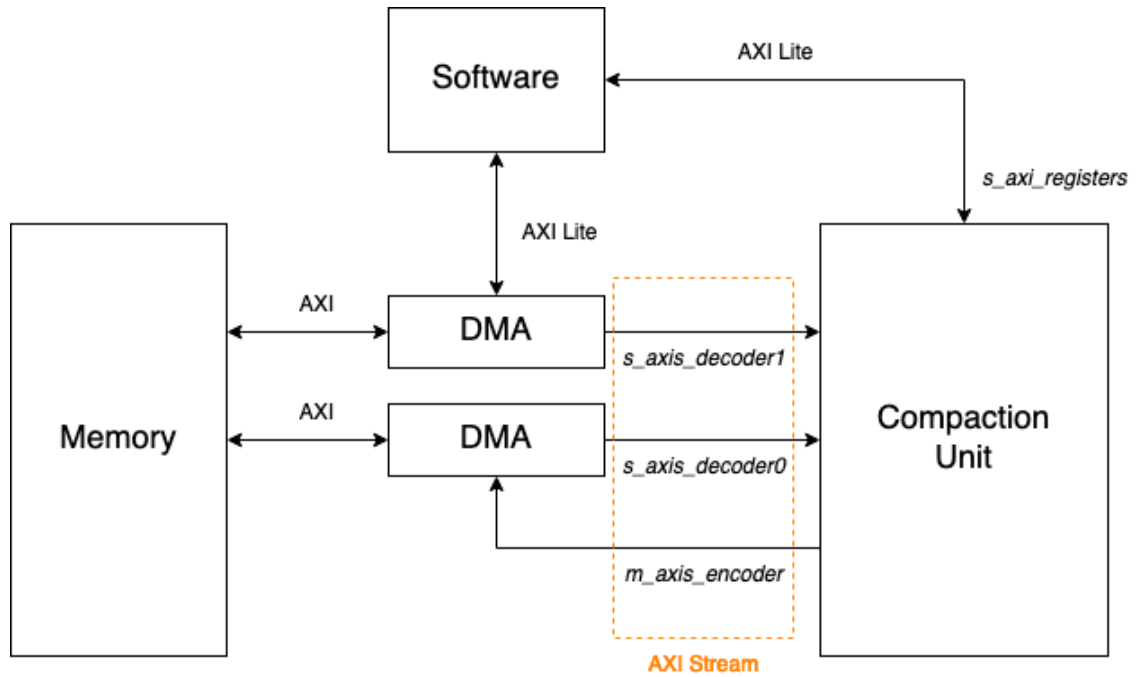 Software
AXI Lite
s_axi_registers
AXI Lite
AXI
DMA
s_axis_decoder1
AXI
DMA
s_axis_decoder0
Memory
Compaction
Unit
m_axis_encoder
AXI Stream